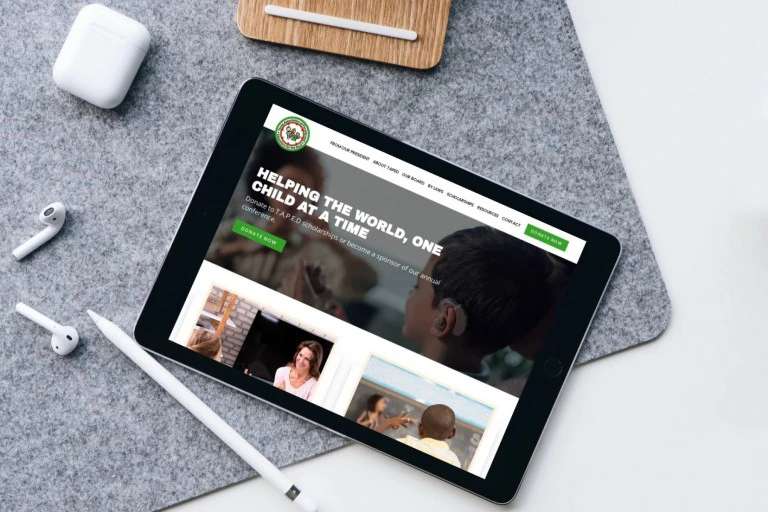 FROM OUR PRESIDENT ABOUT T.A.P.E.D OUR BOARD BY LAWS SCHOLARSHIPS RESOURCES CONTACT DONATE NOW
HELPING THE WORLD, ONE
CHILD AT A TIME
Donate to T.A.P.E.D scholarships or become a sponsor of our annual
conference.
DONATE NOW